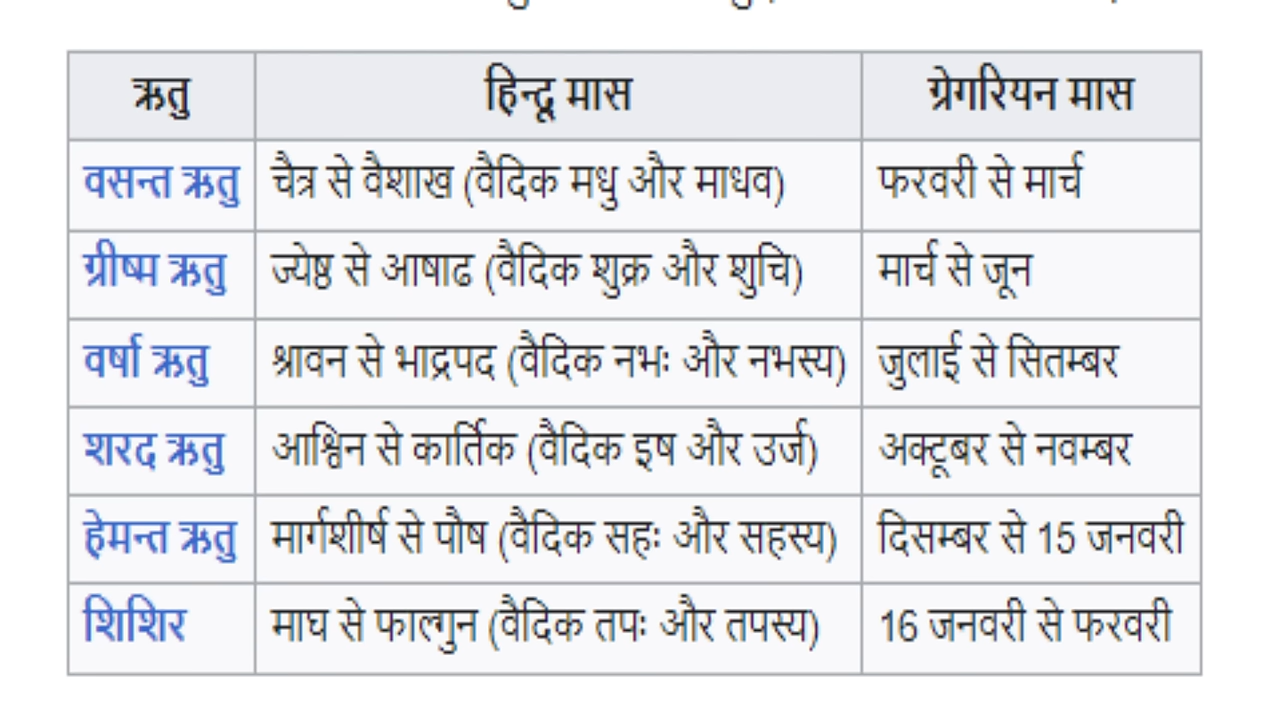 ऋतु हिन्दू मास ग्रेगरियन मास
वसन्त ऋतु चैत्र से वैशाख (वैदिक मधु और माधव) फरवरी से मार्च
ग्रीष्म ऋतु ज्येष्ठ से आषाढ (वैदिक शुक्र और शुचि) मार्च से जून
वर्षा ऋतु श्रावन से भाद्रपद (वैदिक नभः और नभस्य) जुलाई से सितम्बर
शरद ऋतु आश्विन से कार्तिक (वैदिक इष और उर्ज) अक्टूबर से नवम्बर
हेमन्त ऋतु मार्गशीर्ष से पौष (वैदिक सहः और सहस्य) दिसम्बर से 15 जनवरी
शिशिर माघ से फाल्गुन (वैदिक तपः और तपस्य) 16 जनवरी से फरवरी